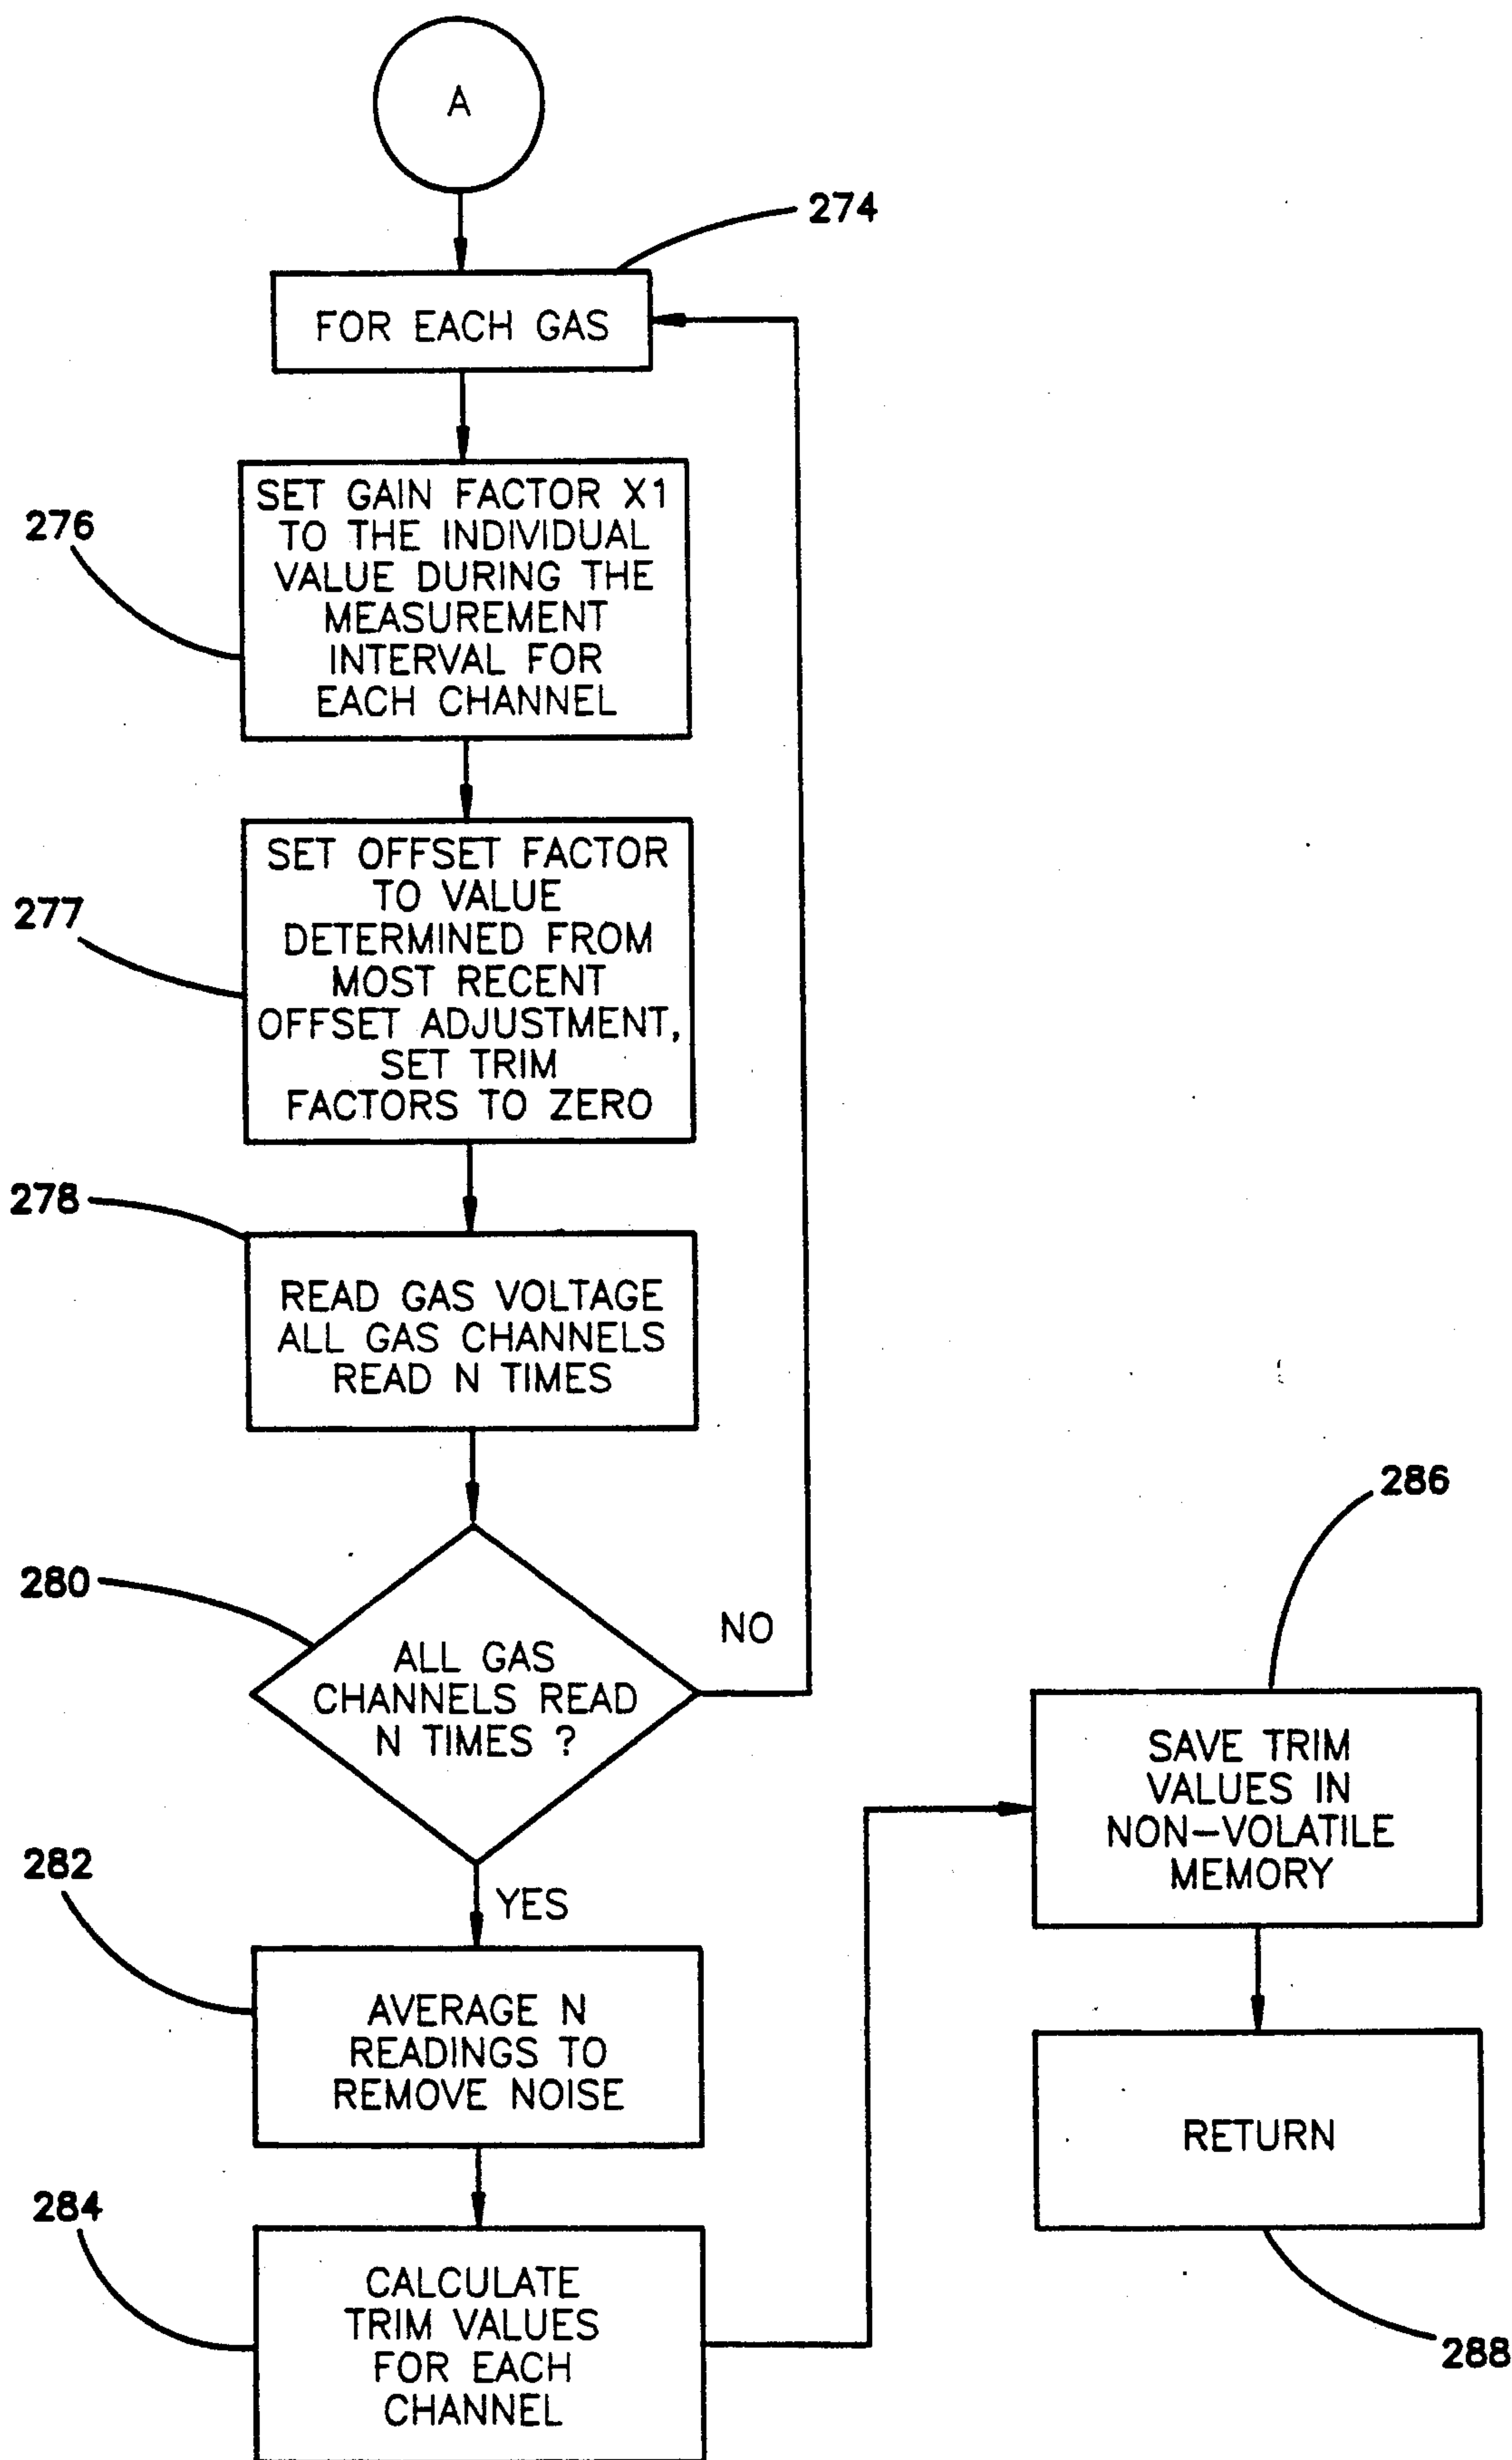 A
274
FOR EACH GAS
276
SET GAIN FACTOR X1
TO THE INDIVIDUAL
VALUE DURING THE
MEASUREMENT
INTERVAL FOR
EACH CHANNEL
277
SET OFFSET FACTOR
TO VALUE
DETERMINED FROM
MOST RECENT
OFFSET ADJUSTMENT,
SET TRIM
FACTORS TO ZERO
278
READ GAS VOLTAGE
ALL GAS CHANNELS
READ N TIMES
280
ALL GAS
CHANNELS READ
N TIMES ?
NO
YES
282
AVERAGE N
READINGS TO
REMOVE NOISE
284
CALCULATE
TRIM VALUES
FOR EACH
CHANNEL
286
SAVE TRIM
VALUES IN
NON-VOLATILE
MEMORY
RETURN
288